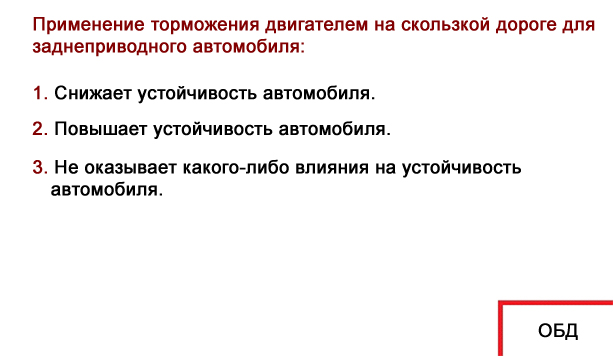 Применение торможения двигателем на скользкой дороге для
заднеприводного автомобиля:
1. Снижает устойчивость автомобиля.
2. Повышает устойчивость автомобиля.
3. Не оказывает какого-либо влияния на устойчивость
автомобиля.
ОБД